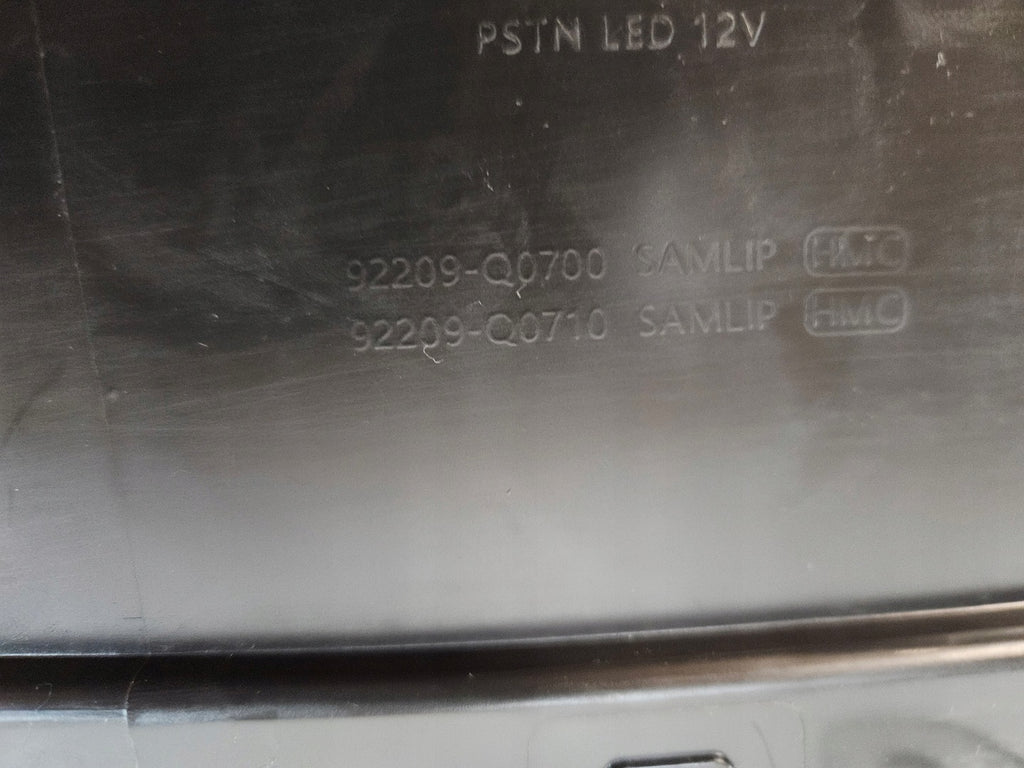 PSTN LED 12V
92209-Q0700 SAMLIP HMC
92209-Q0710 SAMLIP HMC